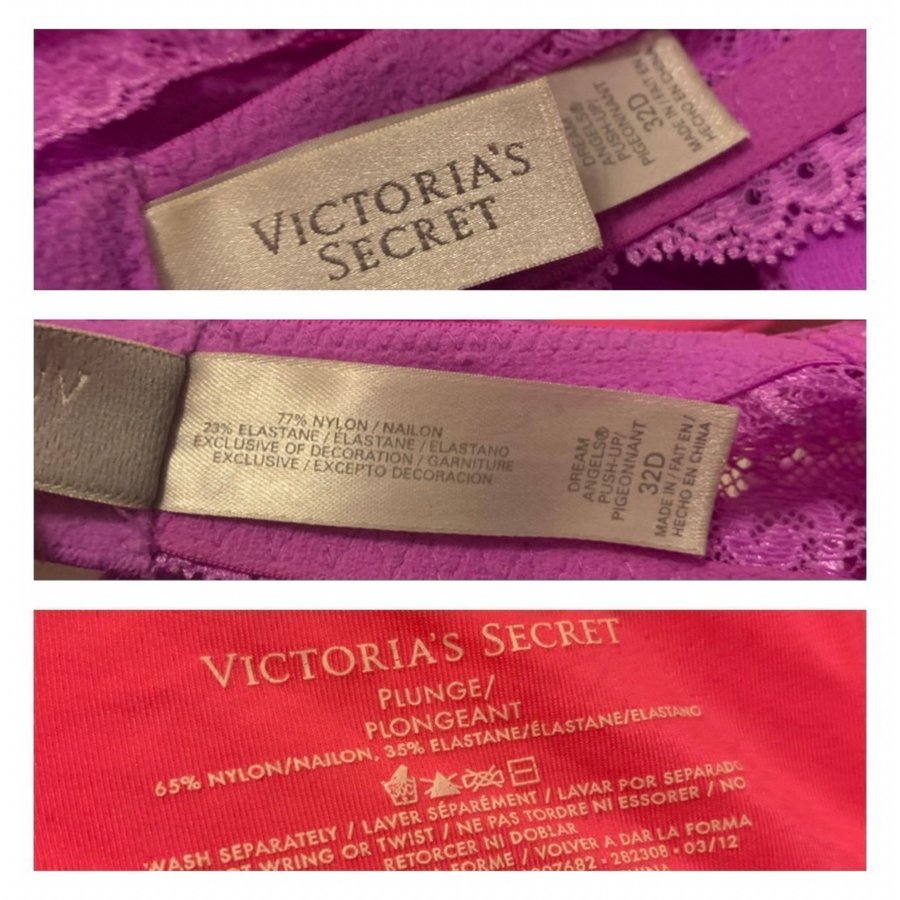 VICTORIA'S
SECRET
ANGELS®
PUSH-UP/
PIGEONNANT
32D
MADE IN / FAIT EN
HECHO EN CHINA
77% NYLON / NAILON
23% ELASTANE / ÉLASTANE / ELASTANO
EXCLUSIVE OF DECORATION / GARNITURE
EXCLUSIVE / EXCEPTO DECORACIÓN
DREAM
ANGELS®
PUSH-UP/
PIGEONNANT
32D
MADE IN / FAIT EN /
HECHO EN CHINA
VICTORIA'S SECRET
PLUNGE/
PLONGEANT
65% NYLON/NAILON, 35% ELASTANE/ÉLASTANE/ELASTANO
WASH SEPARATELY / LAVER SÉPARÉMENT / LAVAR POR SEPARADO
WRING OR TWIST / NE PAS TORDRE NI ESSORER / NO
RETORCER NI DOBLAR
FORME / VOLVER A DAR LA FORMA
007682 • 282308 • 03/12